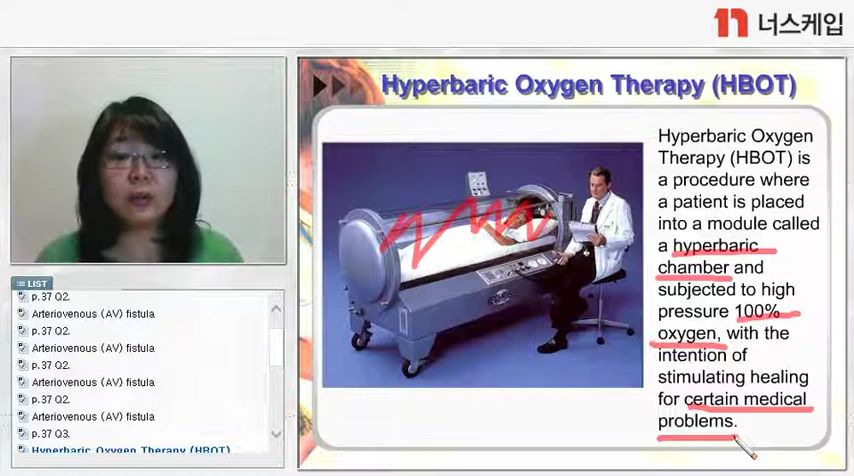 너스케입
Hyperbaric Oxygen Therapy (HBOT)
Hyperbaric Oxygen
Therapy (HBOT) is
a procedure where
a patient is placed
into a module called
a hyperbaric
chamber and
subjected to high
pressure 100%
oxygen, with the
intention of
stimulating healing
for certain medical
problems.
LIST
p.37 Q2.
Arteriovenous (AV) fistula
p.37 Q2.
Arteriovenous (AV) fistula
p.37 Q2.
Arteriovenous (AV) fistula
p.37 Q2.
Arteriovenous (AV) fistula
p.37 Q3.
Hyperbaric Oxygen Therapy (HBOT)